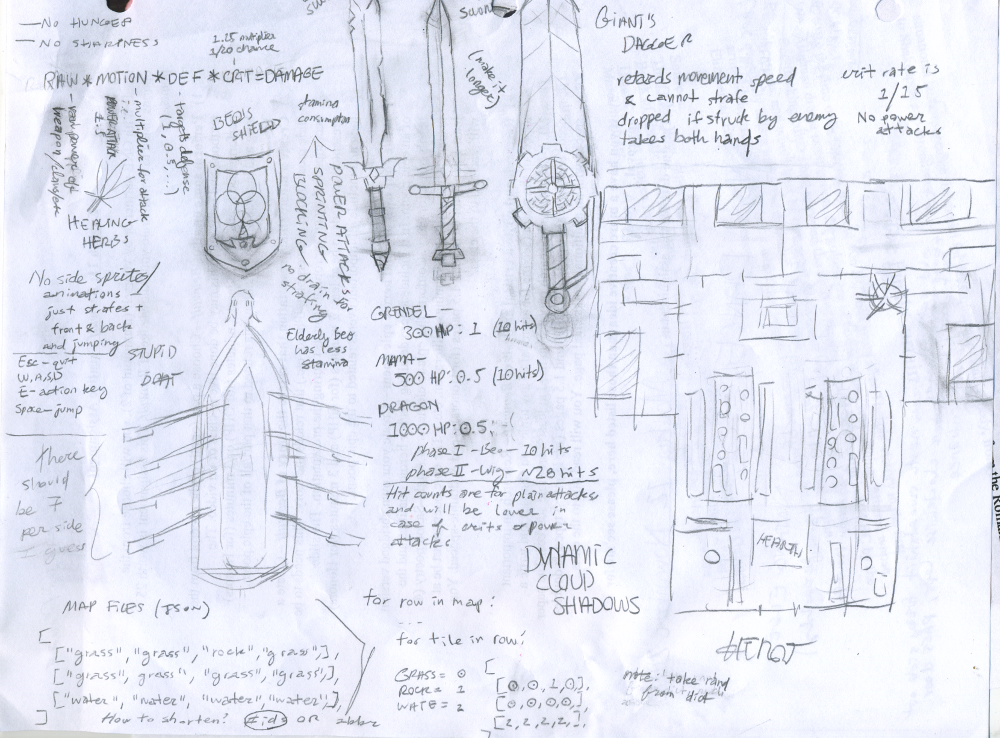 — NO HUNGER
— NO SHARPNESS
1.25 multiplier
1/20 chance
RAW * MOTION * DEF * CRIT = DAMAGE
raw power of
weapon/claw/etc
POWER ATTACK
is
1.5
– multiplier for attack
- targets defense
(1, 0.5, ...)
HEALING
HERBS
BEO'S
SHIELD
stamina
consumption
POWER ATTACKS for
← SPRINTING
BLOCKING
no drain
strafing
Elderly beo
has less
stamina
Sword
(make it
longer)
GIANT'S
DAGGER
retards movement speed
& cannot strafe
dropped if struck by enemy
takes both hands
crit rate is
1/15
No power
attacks
No side sprites/
animations –
just strafes +
front & back
and jumping
STUPID
BOAT
Esc – quit
W,A,S,D
E – action key
Space – jump
there
should
be 7
per side
– guess
GRENDEL –
300 HP: 1 (10 hits)
MAMA –
500 HP: 0.5 (10 hits)
DRAGON
1000 HP: 0.5;
phase I – Beo – 10 hits
phase II – Wig – ~28 hits
Hit counts are for plain attacks
and will be lower in
case of crits or power
attacks
DYNAMIC
CLOUD
SHADOWS
HEARTH
HEROT
note: take
from dict
MAP FILES (JSON)
[
["grass", "grass", "rock", "grass",],
["grass", "grass", "grass", "grass",],
["water", "water", "water", "water",],
]
How to shorten? #ids OR abbr
for row in map:
...
for tile in row:
GRASS = 0
ROCK = 1
WATE = 2
[
[0,0,1,0],
[0,0,0,0,],
[2,2,2,2,],
]
the Roman